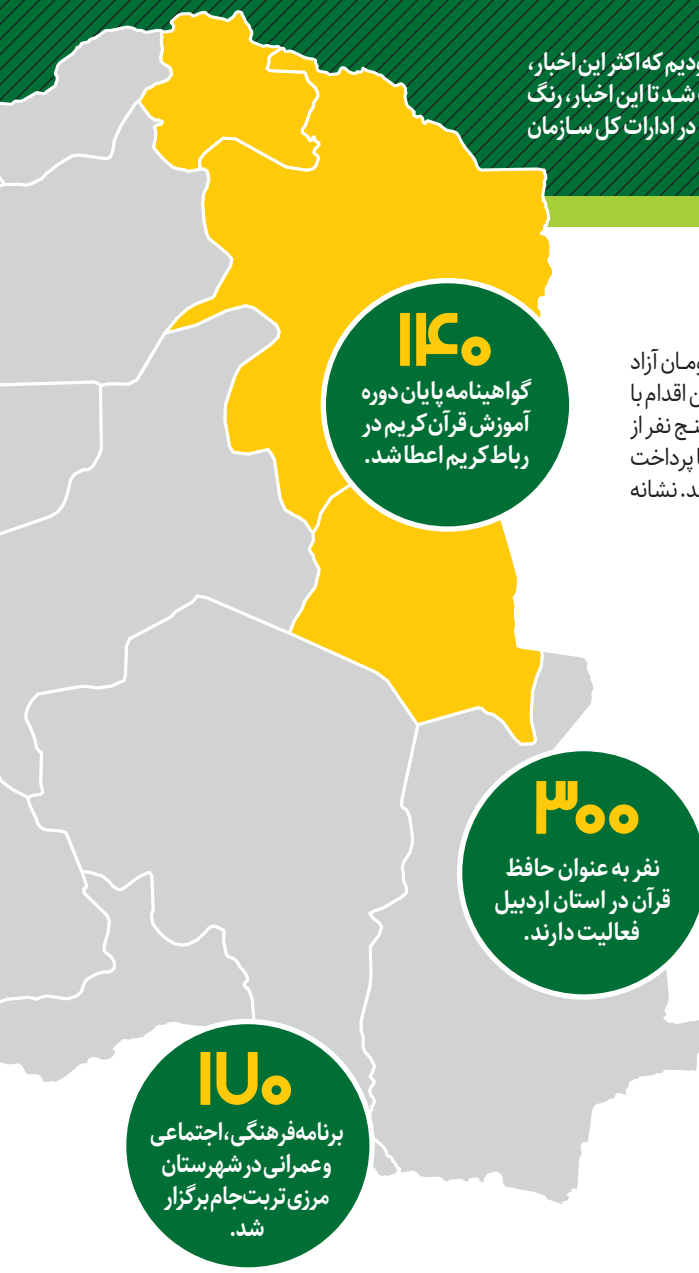 ودیم که اکثر این اخبار،
شد تا این اخبار، رنگ
در ادارات کل سازمان
ومان آزاد
ن اقدام با
نج نفر از
ا پرداخت
ند. نشانه
۱۴۰
گواهینامه پایان دوره
آموزش قرآن کریم در
رباط کریم اعطا شد.
۳۰۰
نفر به عنوان حافظ
قرآن در استان اردبیل
فعالیت دارند.
۱۷۰
برنامه فرهنگی، اجتماعی
و عمرانی در شهرستان
مرزی تربت‌جام برگزار
شد.